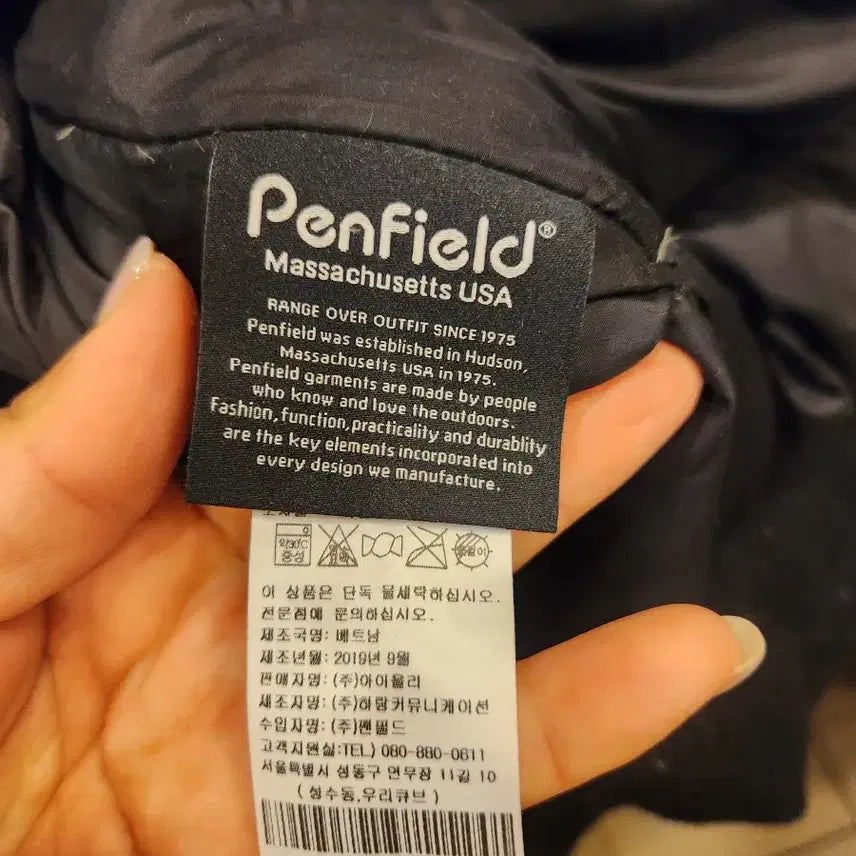 Penfield®
Massachusetts USA
RANGE OVER OUTFIT SINCE 1975
Penfield was established in Hudson,
Massachusetts USA in 1975.
Penfield garments are made by people
who know and love the outdoors.
Fashion, function, practicality and durablity
are the key elements incorporated into
every design we manufacture.
약30℃
중성
이 상품은 단독 물세탁하십시오.
전문점에 문의하십시오.
제조국명: 베트남
제조년월: 2019년 9월
판매자명: (주)아이올리
제조자명: (주)하랑커뮤니케이션
수입자명: (주)팬필드
고객지원실:TEL) 080-880-0611
서울특별시 성동구 연무장 11길 10
(성수동,우리큐브)